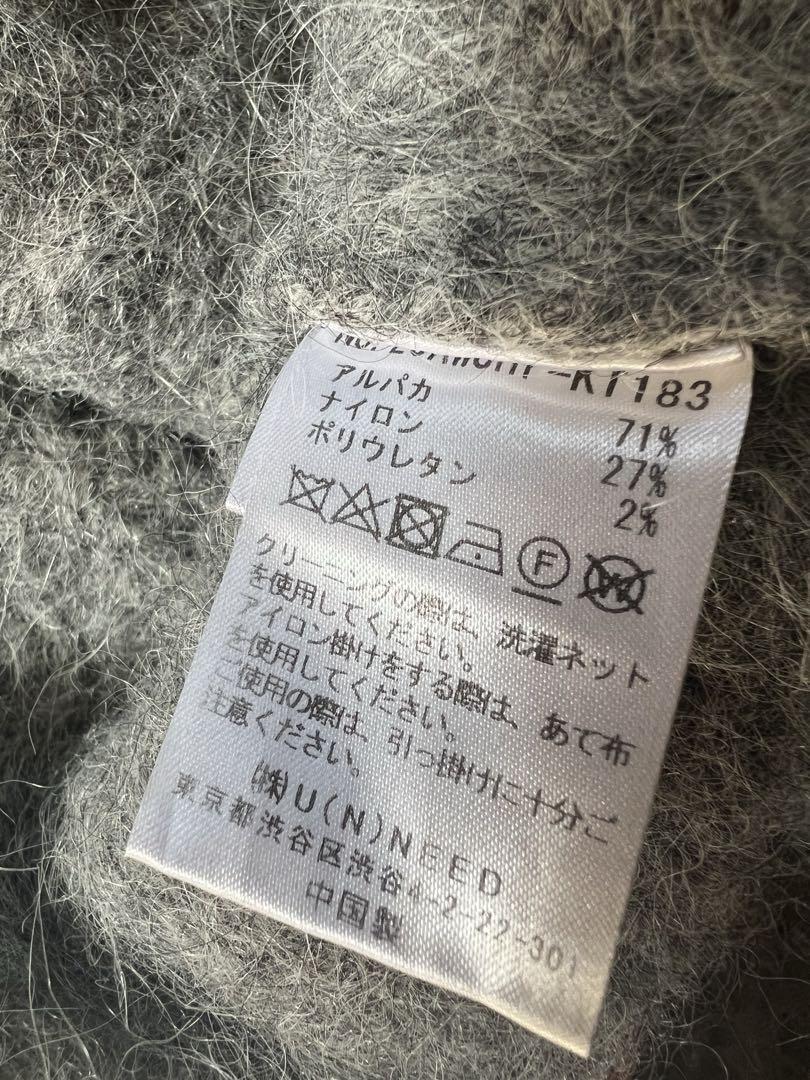 -KT183
アルパカ 71%
ナイロン 27%
ポリウレタン 2%
F W
クリーニングの際は、洗濯ネット
を使用してください。
アイロン掛けをする際は、あて布
を使用してください。
ご使用の際は、引っ掛けに十分ご
注意ください。
㈱U(N)NEED
東京都渋谷区渋谷4-2-22-301
中国製